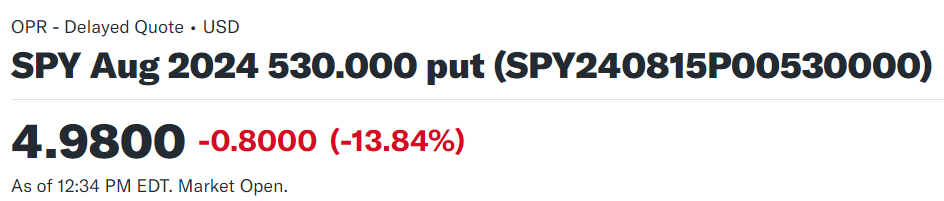 OPR - Delayed Quote • USD
SPY Aug 2024 530.000 put (SPY240815P00530000)
4.9800 -0.8000 (-13.84%)
As of 12:34 PM EDT. Market Open.